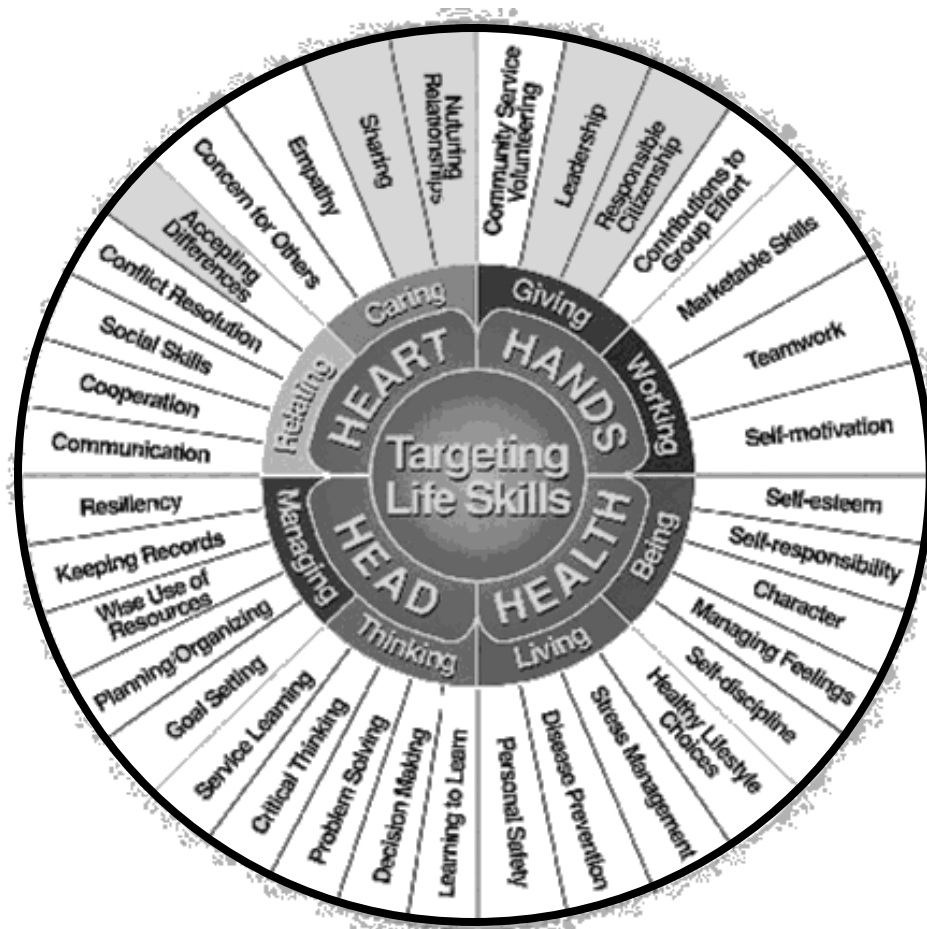 Targeting
Life Skills
HEART
HANDS
HEALTH
HEAD
Caring
Giving
Working
Being
Living
Thinking
Managing
Relating
Nurturing
Relationships
Community Service
Volunteering
Leadership
Responsible
Citizenship
Contributions to
Group Effort
Marketable Skills
Teamwork
Self-motivation
Self-esteem
Self-responsibility
Character
Managing Feelings
Self-discipline
Healthy Lifestyle
Choices
Stress Management
Disease Prevention
Personal Safety
Learning to Learn
Decision Making
Problem Solving
Critical Thinking
Service Learning
Goal Setting
Planning/Organizing
Wise Use of
Resources
Keeping Records
Resiliency
Communication
Cooperation
Social Skills
Conflict Resolution
Accepting
Differences
Concern for Others
Empathy
Sharing